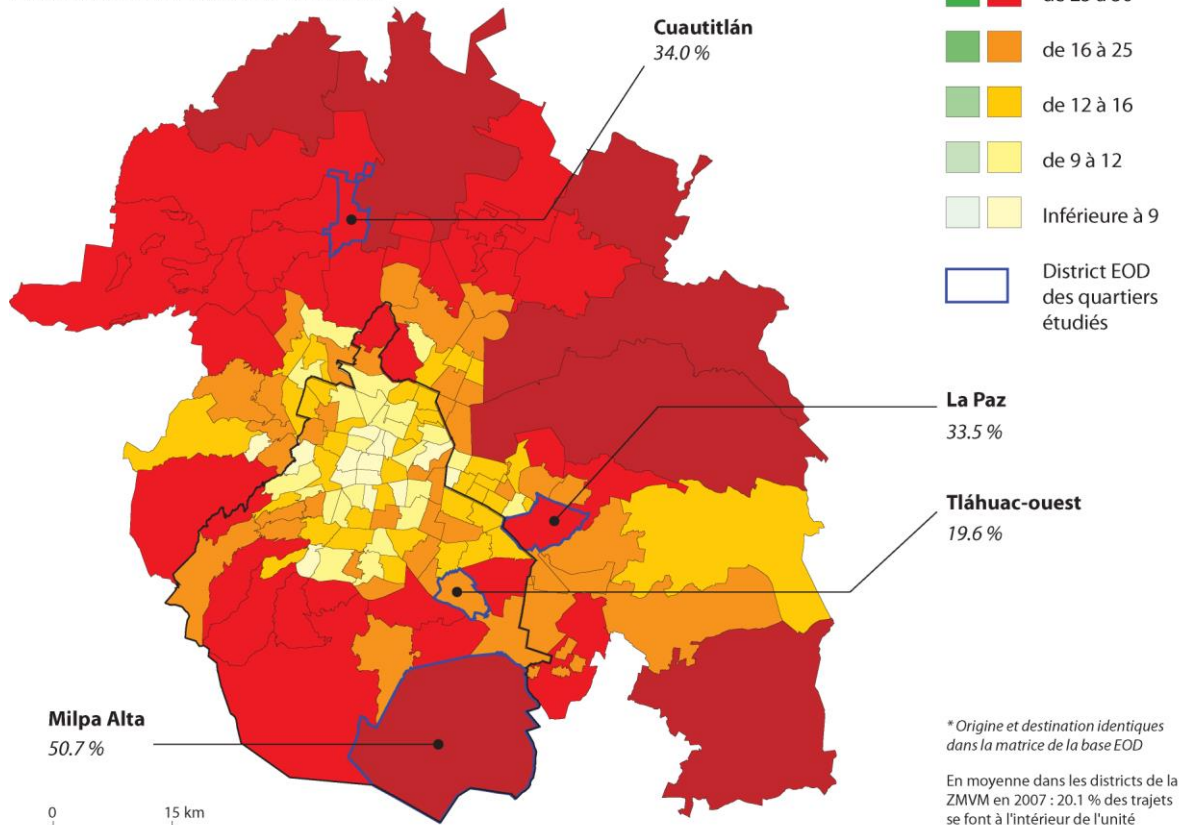 de 25 à 50
Cuautitlán
34.0 %
de 16 à 25
de 12 à 16
de 9 à 12
Inférieure à 9
District EOD
des quartiers
étudiés
La Paz
33.5 %
Tláhuac-ouest
19.6 %
Milpa Alta
50.7 %
* Origine et destination identiques
dans la matrice de la base EOD
En moyenne dans les districts de la
ZMVM en 2007 : 20.1 % des trajets
se font à l'intérieur de l'unité
0 15 km